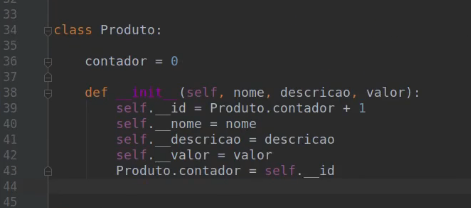 32
33
34 class Produto:
35
36     contador = 0
37
38     def __init__(self, nome, descricao, valor):
39         self.__id = Produto.contador + 1
40         self.__nome = nome
41         self.__descricao = descricao
42         self.__valor = valor
43         Produto.contador = self.__id
44
45